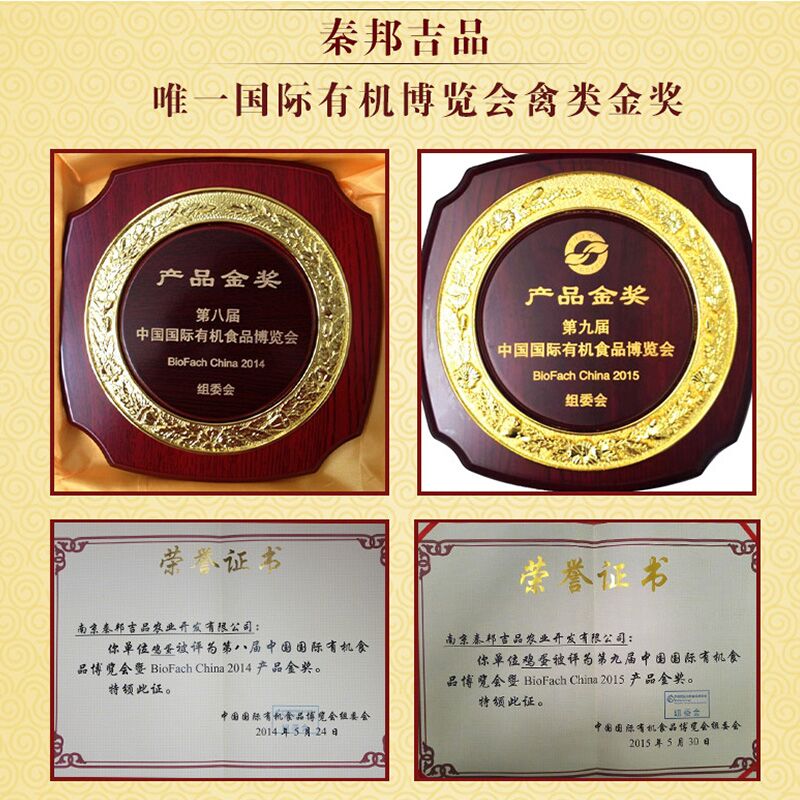 秦邦吉品
唯一国际有机博览会禽类金奖
产品金奖
第八届
中国国际有机食品博览会
BioFach China 2014
组委会
产品金奖
第九届
中国国际有机食品博览会
BioFach China 2015
组委会
荣誉证书
南京秦邦吉品农业开发有限公司：
你单位鸡蛋被评为第八届中国国际有机食
品博览会暨 BioFach China 2014 产品金奖。
特颁此证。
中国国际有机食品博览会组委会
2014 年 5 月 24 日
荣誉证书
南京秦邦吉品农业开发有限公司：
你单位鸡蛋被评为第九届中国国际有机食
品博览会暨 BioFach China 2015 产品金奖。
特颁此证。
组委会
中国国际有机食品博览会组委会
2015 年 5 月 30 日